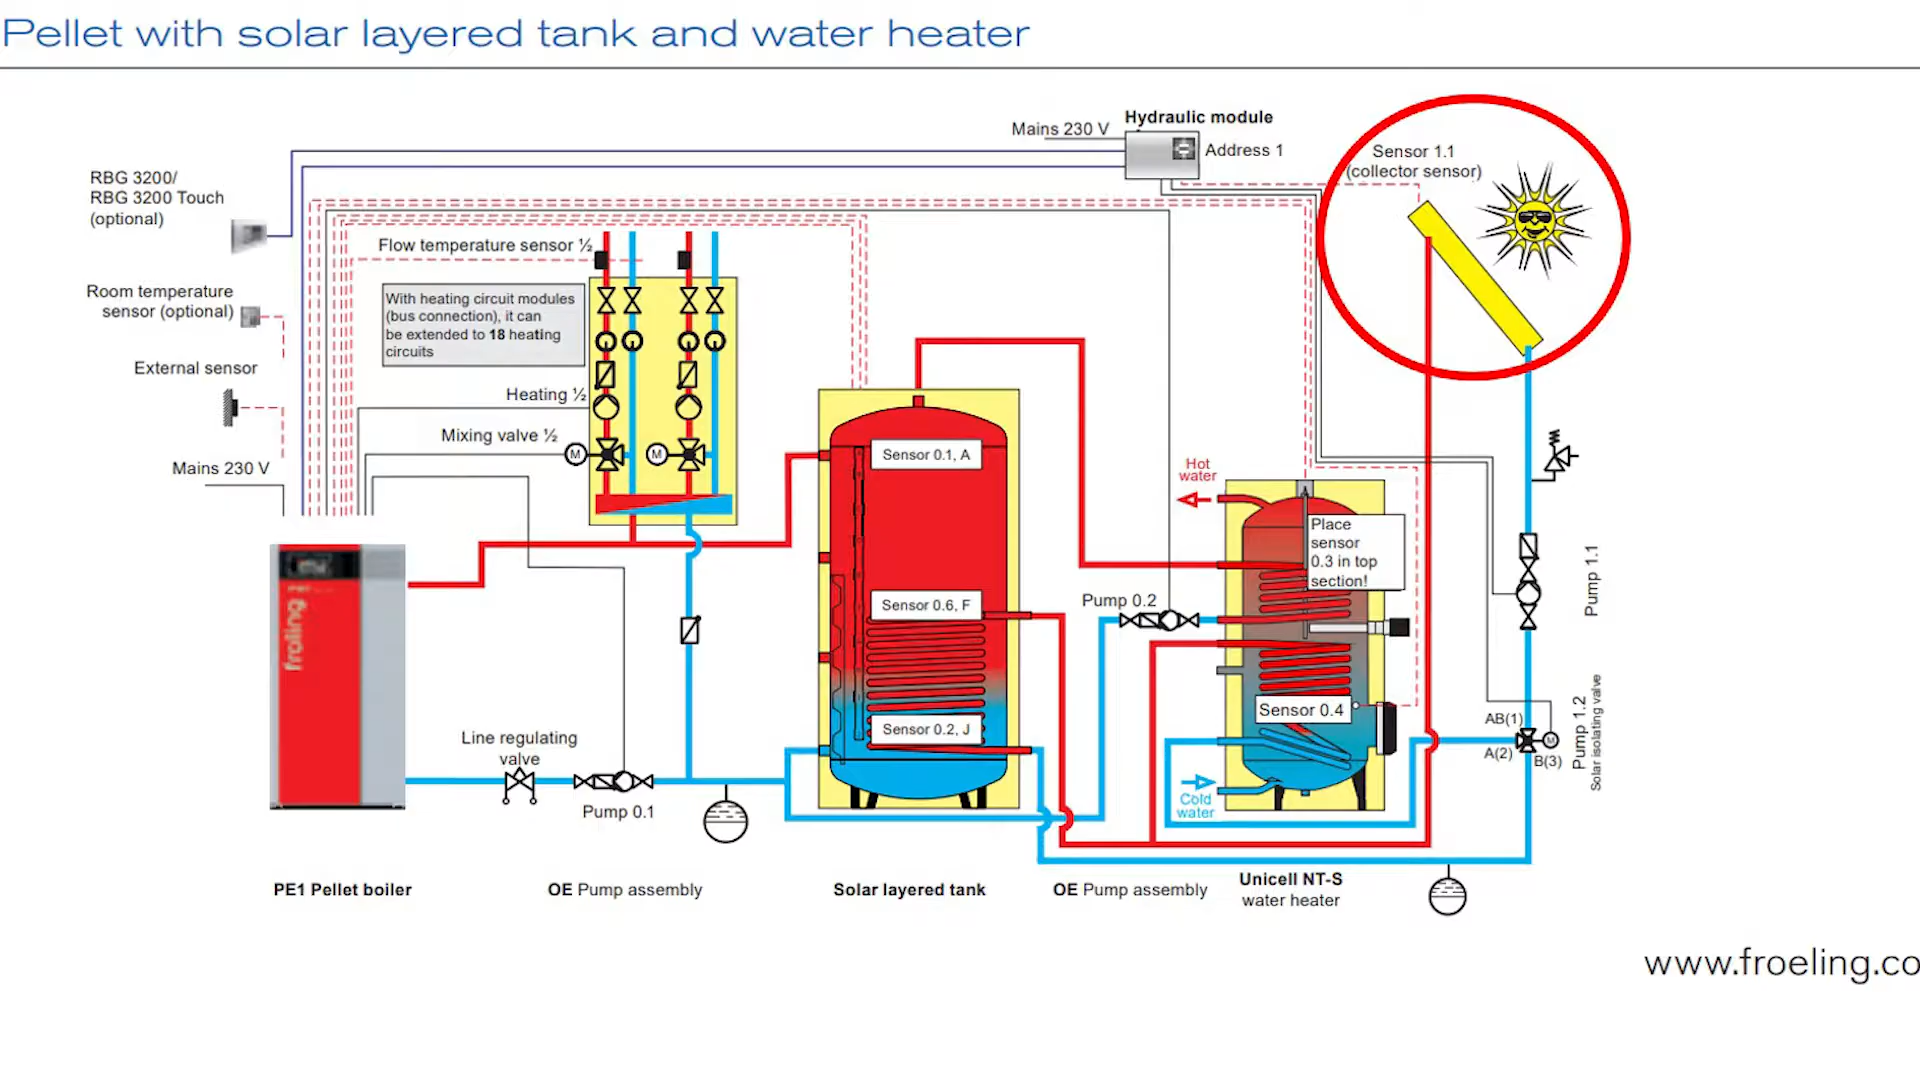 Pellet with solar layered tank and water heater
Hydraulic module
Mains 230 V
Address 1
Sensor 1.1
(collector sensor)
RBG 3200/
RBG 3200 Touch
(optional)
Flow temperature sensor ½
Room temperature
sensor (optional)
With heating circuit modules
(bus connection), it can
be extended to 18 heating
circuits
External sensor
Heating ½
Mixing valve ½
M
M
Mains 230 V
Sensor 0.1, A
Hot
water
Place
sensor
0.3 in top
section!
froling
Sensor 0.6, F
Pump 0.2
Pump 1.1
Sensor 0.4
Sensor 0.2, J
AB(1)
A(2)
B(3)
M
Pump 1.2
Solar isolating valve
Line regulating
valve
Pump 0.1
Cold
water
PE1 Pellet boiler
OE Pump assembly
Solar layered tank
OE Pump assembly
Unicell NT-S
water heater
www.froeling.co